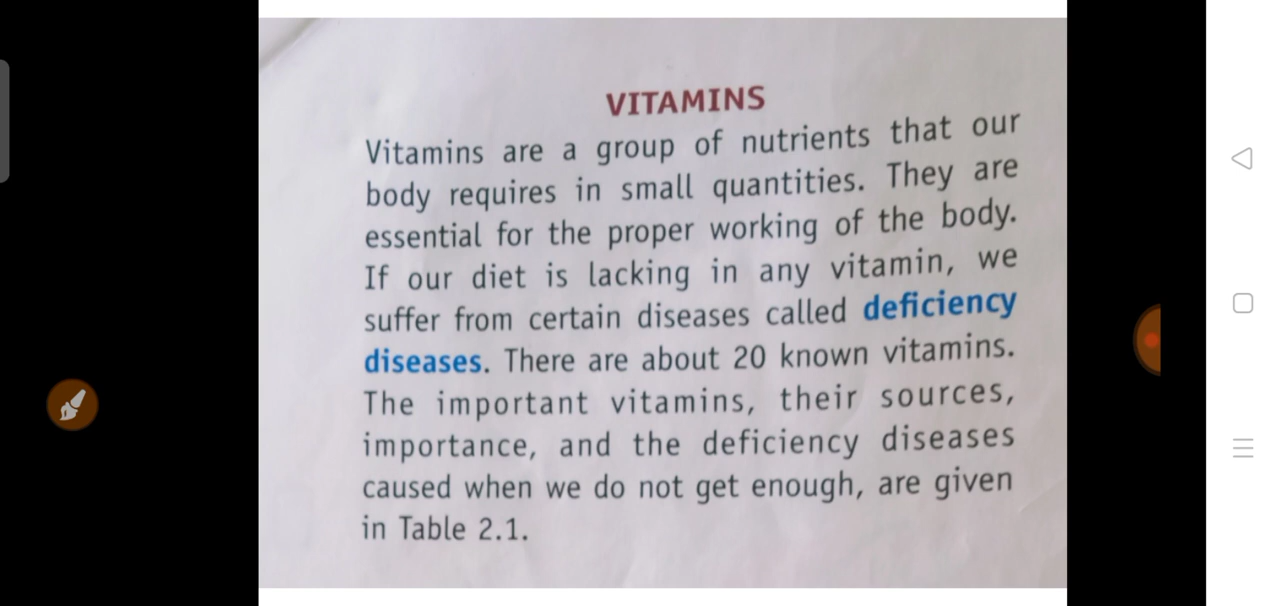 VITAMINS
Vitamins are a group of nutrients that our
body requires in small quantities. They are
essential for the proper working of the body.
If our diet is lacking in any vitamin, we
suffer from certain diseases called deficiency
diseases. There are about 20 known vitamins.
The important vitamins, their sources,
importance, and the deficiency diseases
caused when we do not get enough, are given
in Table 2.1.